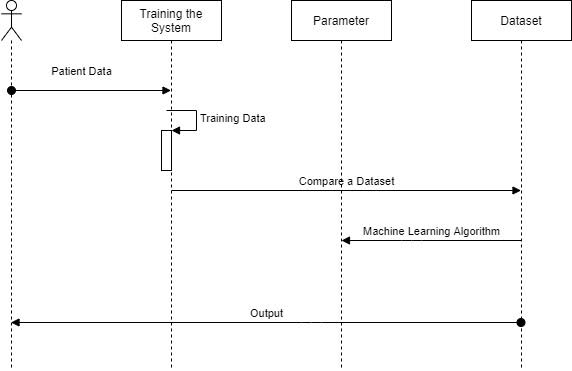 Training the
System
Parameter
Dataset
Patient Data
Training Data
Compare a Dataset
Machine Learning Algorithm
Output